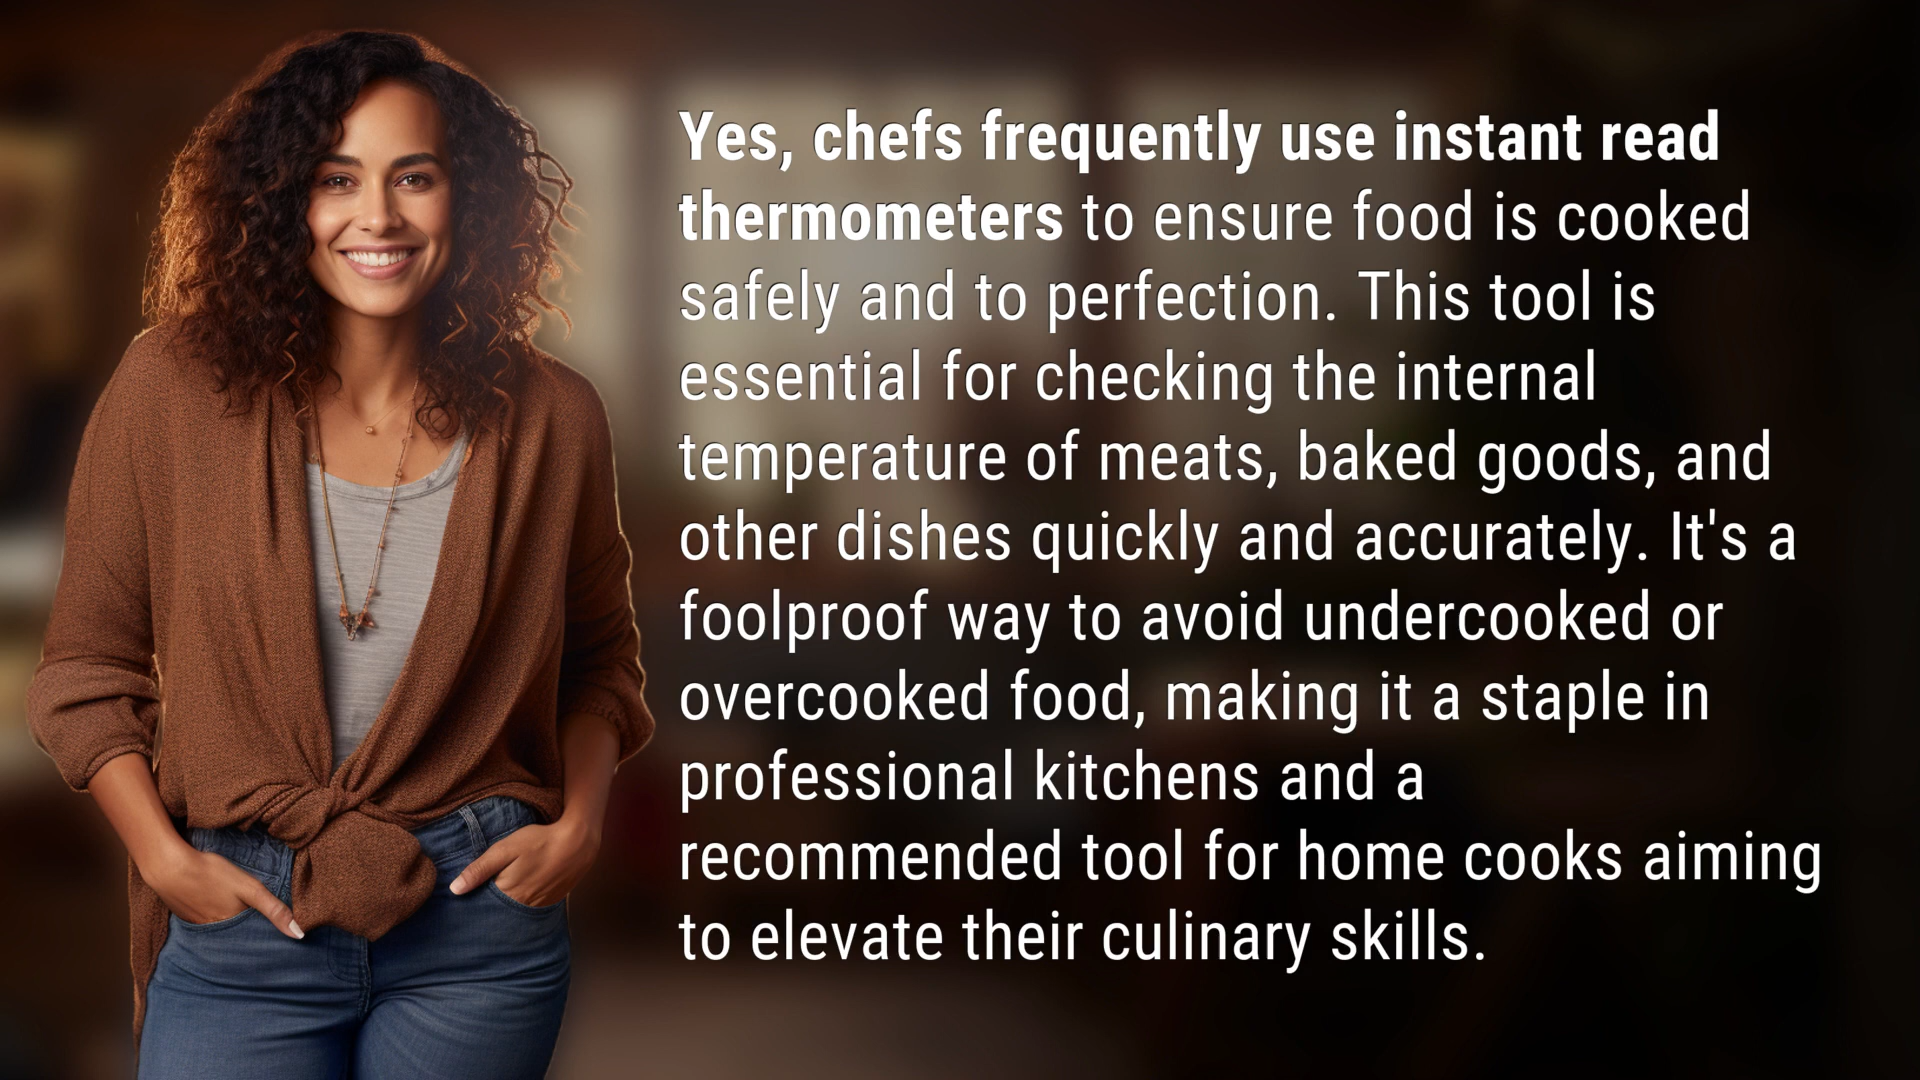 Yes, chefs frequently use instant read
thermometers to ensure food is cooked
safely and to perfection. This tool is
essential for checking the internal
temperature of meats, baked goods, and
other dishes quickly and accurately. It's a
foolproof way to avoid undercooked or
overcooked food, making it a staple in
professional kitchens and a
recommended tool for home cooks aiming
to elevate their culinary skills.